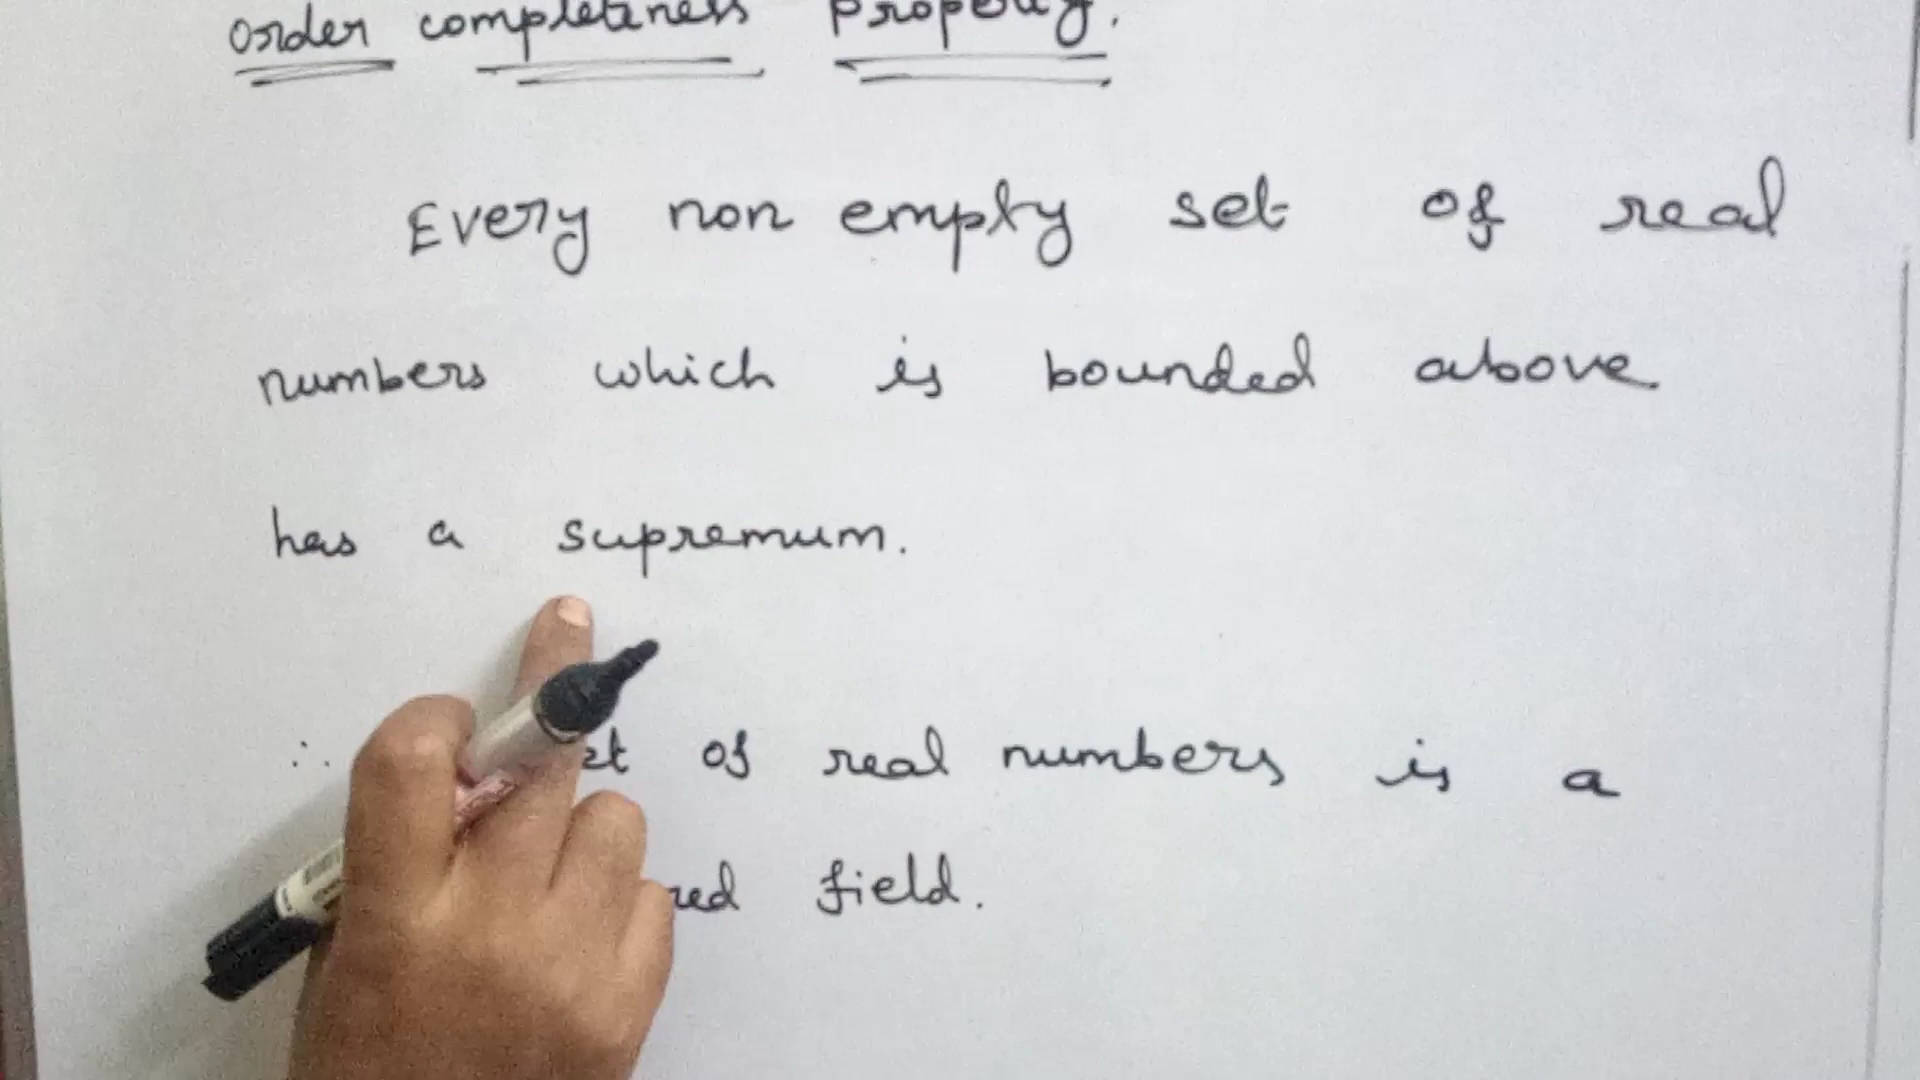 order completeness property.
Every non empty set of real
numbers which is bounded above
has a supremum.
∴ of real numbers is a
field.